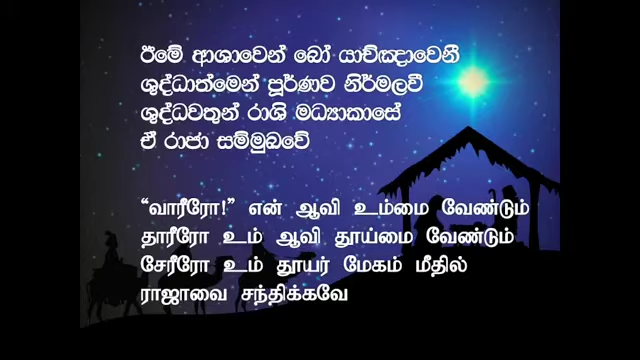 ඊමේ ආශාවෙන් බෝ යාච්ඤාවෙනී
ශුද්ධාත්මෙන් පූර්ණව නිර්මලවී
ශුද්ධවතුන් රාශි මධ්‍යාකාසේ
ඒ රාජා සම්මුඛවේ
“வாரீரோ!” என் ஆவி உம்மை வேண்டும்
தாரீரோ உம் ஆவி தூய்மை வேண்டும்
சேரீரோ உம் தூயர் மேகம் மீதில்
ராஜாவை சந்திக்கவே